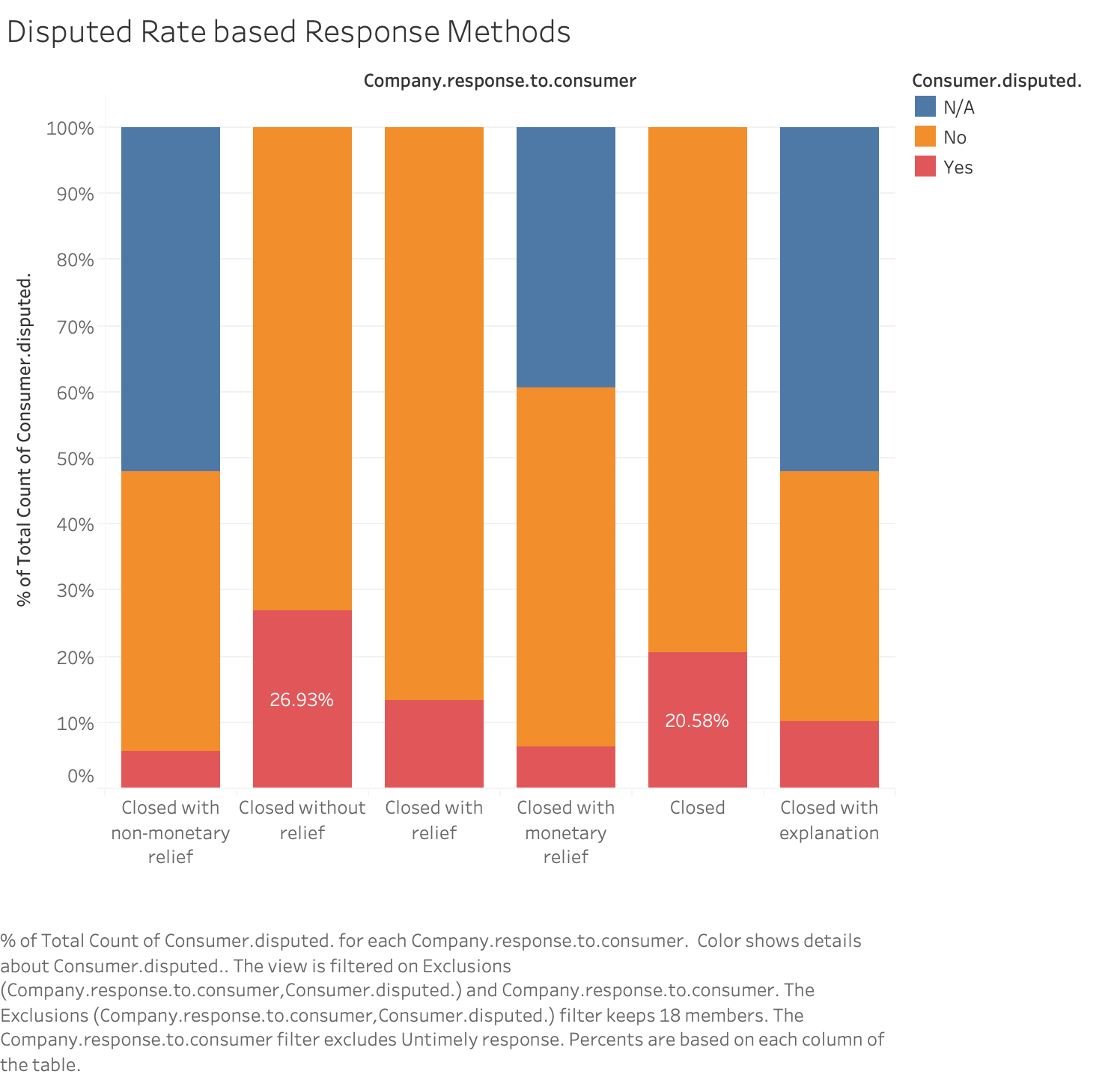 Disputed Rate based Response Methods
Company.response.to.consumer
Consumer.disputed.
N/A
No
Yes
% of Total Count of Consumer.disputed.
100%
90%
80%
70%
60%
50%
40%
30%
20%
10%
0%
26.93%
20.58%
Closed with
non-monetary
relief
Closed without
relief
Closed with
relief
Closed with
monetary
relief
Closed
Closed with
explanation
% of Total Count of Consumer.disputed. for each Company.response.to.consumer.  Color shows details
about Consumer.disputed.. The view is filtered on Exclusions
(Company.response.to.consumer,Consumer.disputed.) and Company.response.to.consumer. The
Exclusions (Company.response.to.consumer,Consumer.disputed.) filter keeps 18 members. The
Company.response.to.consumer filter excludes Untimely response. Percents are based on each column of
the table.